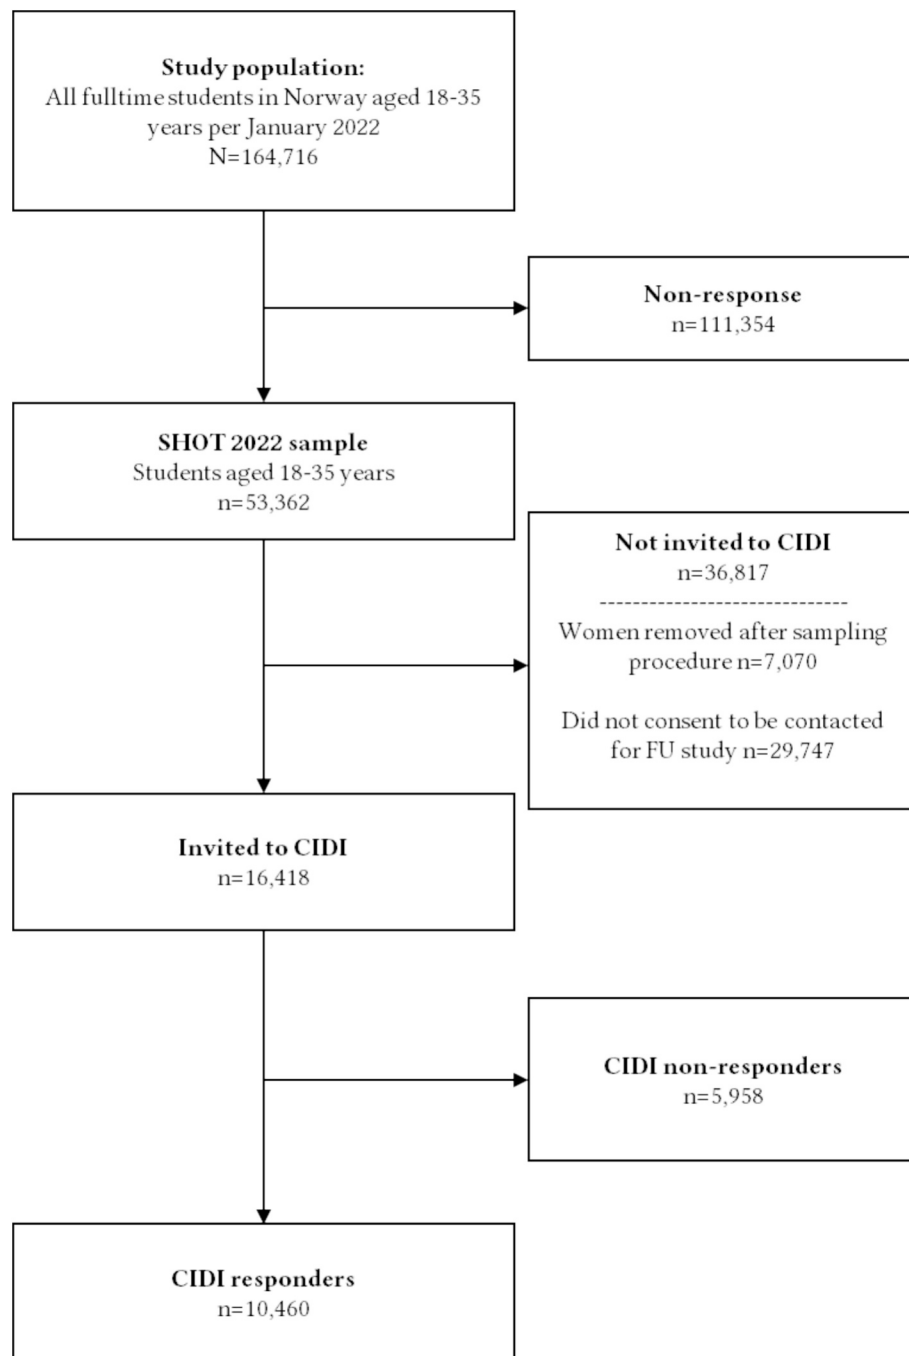 Study population:
All fulltime students in Norway aged 18-35
years per January 2022
N=164,716
Non-response
n=111,354
SHOT 2022 sample
Students aged 18-35 years
n=53,362
Not invited to CIDI
n=36,817
------------------------------
Women removed after sampling
procedure n=7,070
Did not consent to be contacted
for FU study n=29,747
Invited to CIDI
n=16,418
CIDI non-responders
n=5,958
CIDI responders
n=10,460